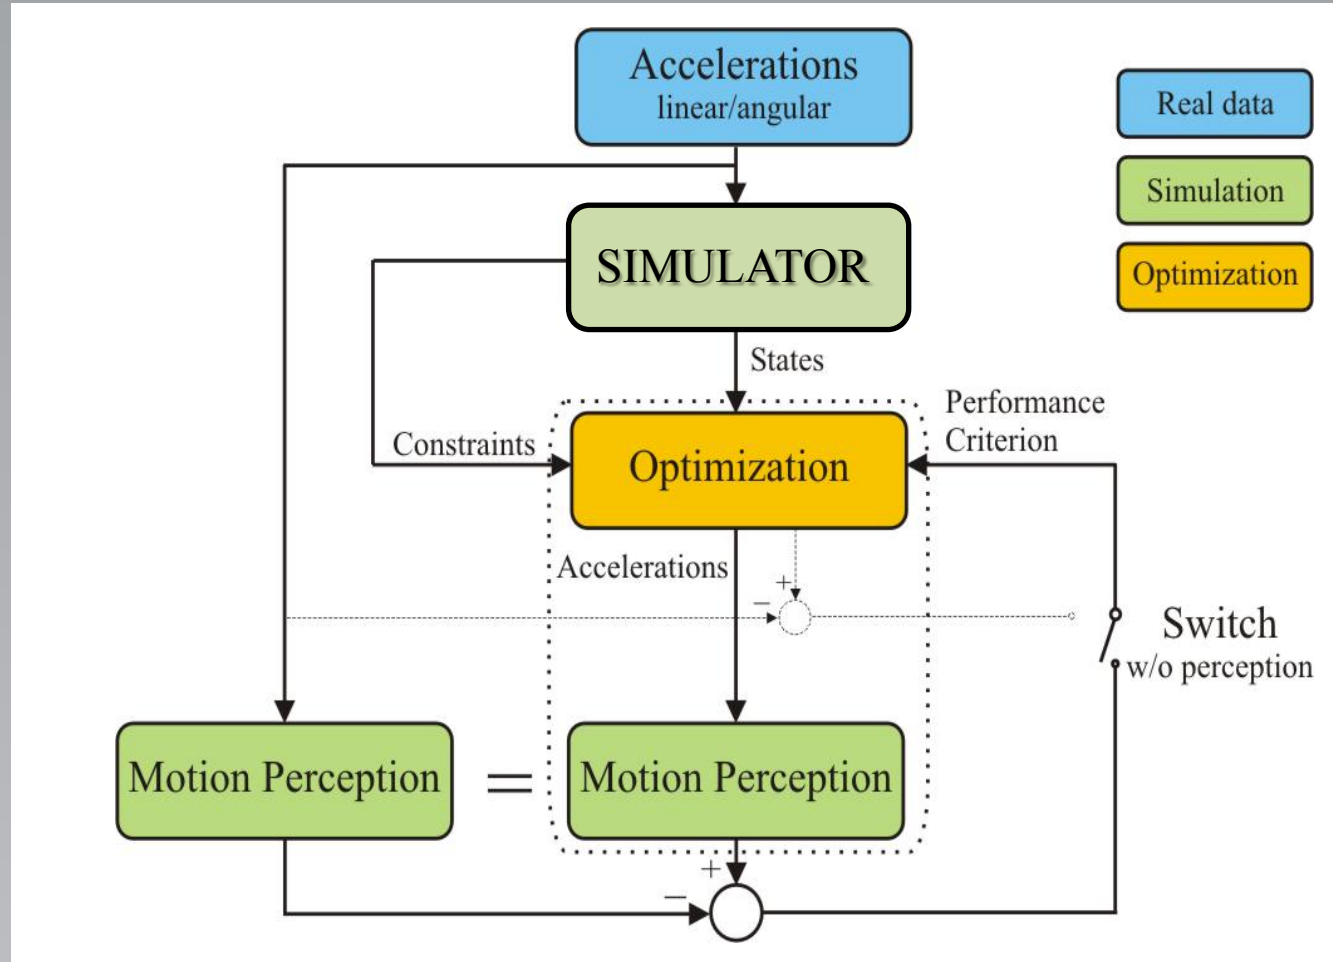 Accelerations
linear/angular
Real data
Simulation
SIMULATOR
Optimization
States
Performance
Criterion
Constraints
Optimization
Accelerations
+
−
Switch
w/o perception
Motion Perception
=
Motion Perception
+
−